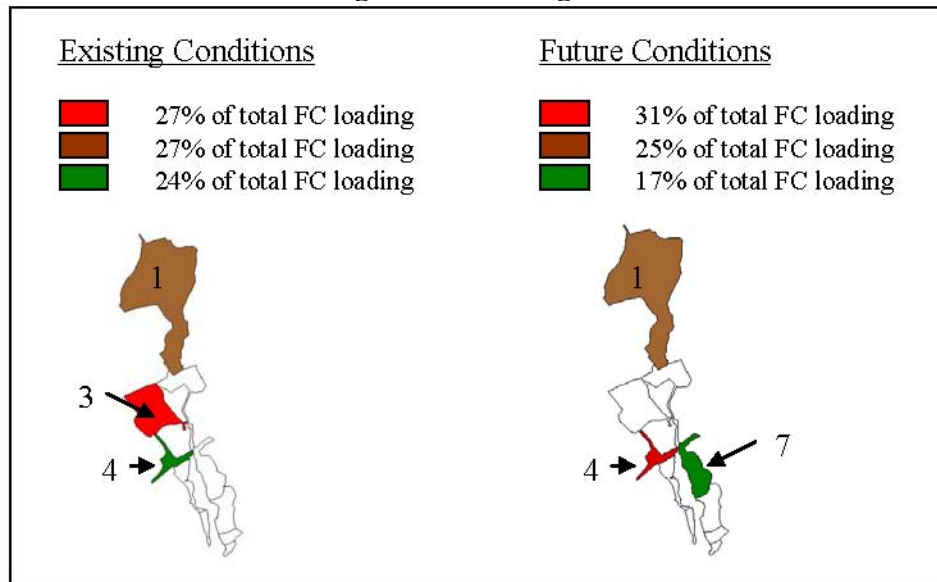 Existing Conditions
27% of total FC loading
27% of total FC loading
24% of total FC loading
1
3
4
Future Conditions
31% of total FC loading
25% of total FC loading
17% of total FC loading
1
4
7